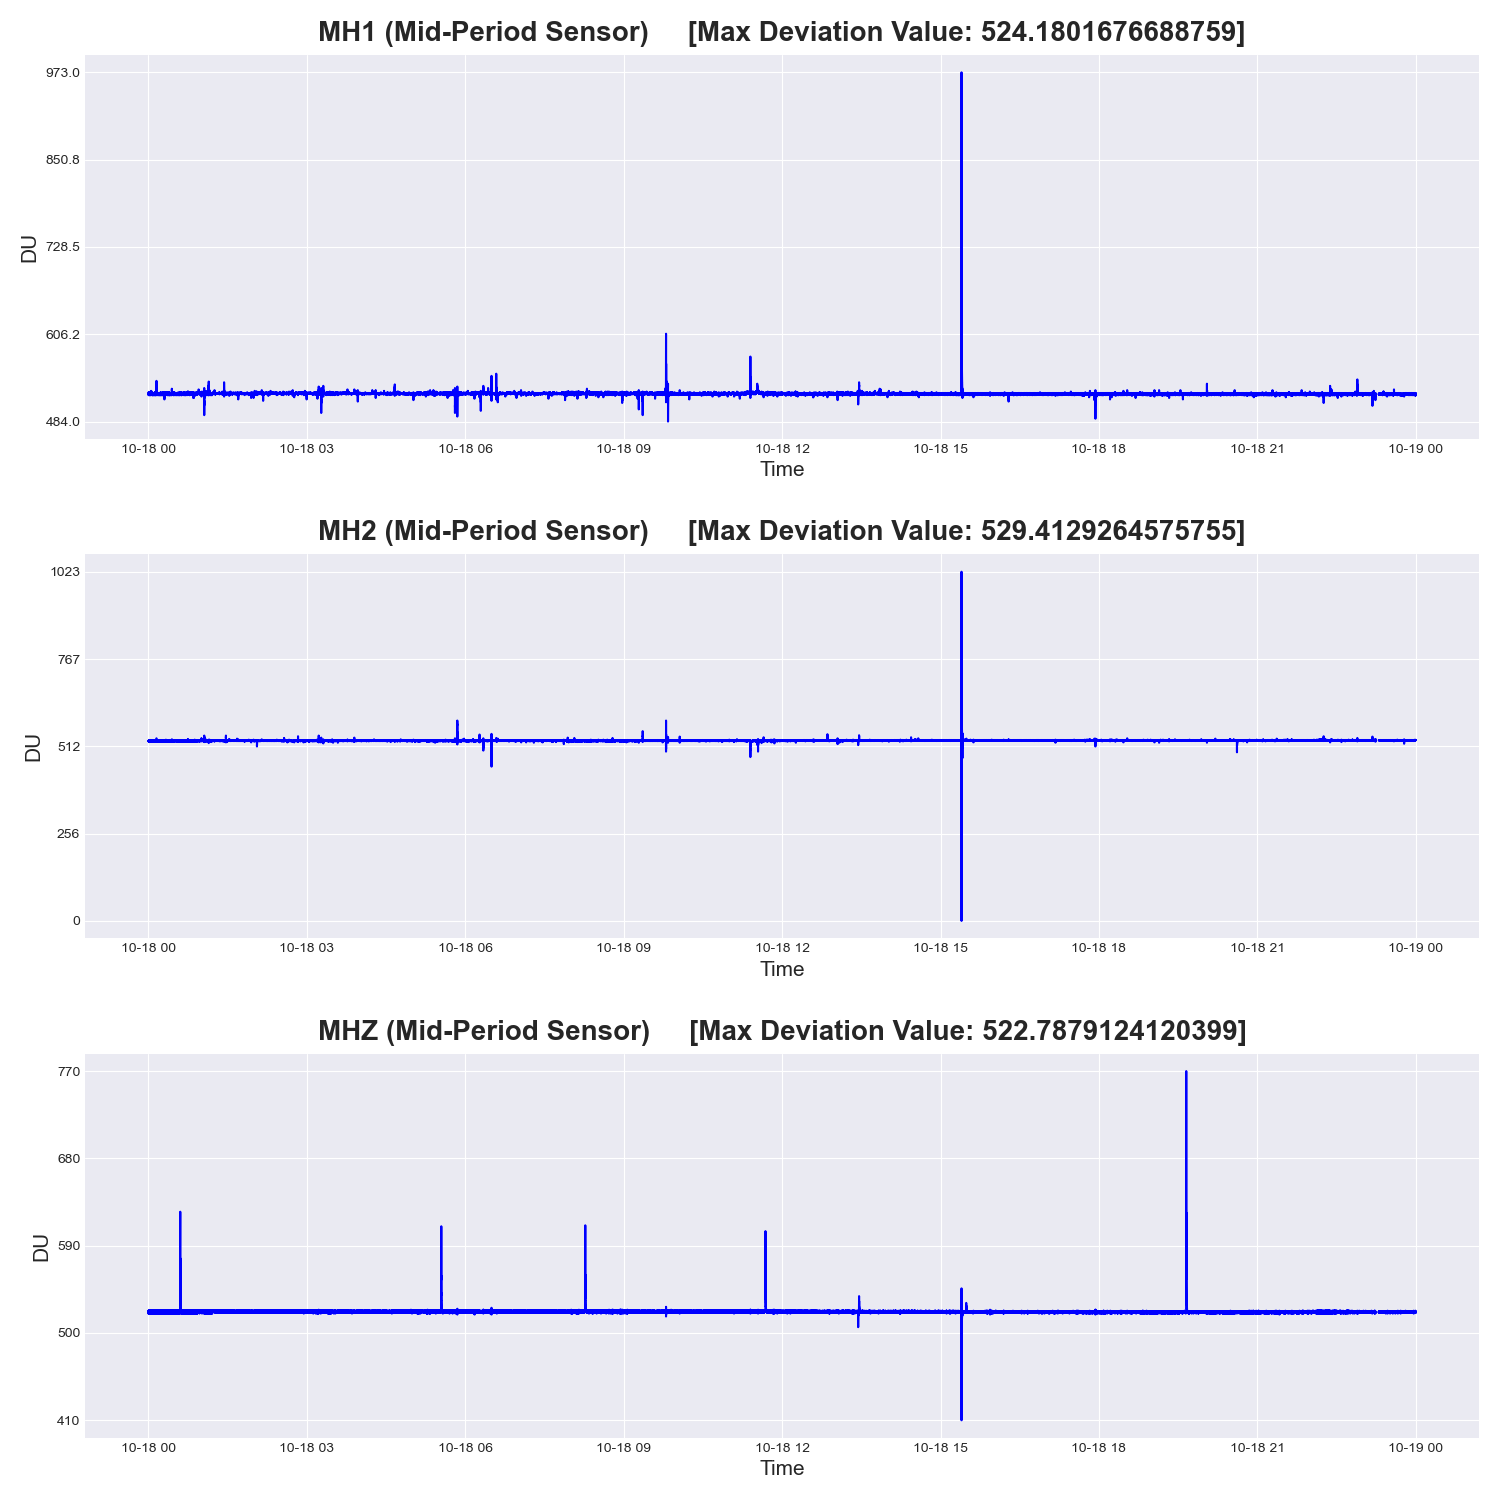 MH1 (Mid-Period Sensor) [Max Deviation Value: 524.1801676688759]
973.0
850.8
728.5
606.2
484.0
DU
10-18 00 10-18 03 10-18 06 10-18 09 10-18 12 10-18 15 10-18 18 10-18 21 10-19 00
Time
MH2 (Mid-Period Sensor) [Max Deviation Value: 529.4129264575755]
1023
767
512
256
0
DU
10-18 00 10-18 03 10-18 06 10-18 09 10-18 12 10-18 15 10-18 18 10-18 21 10-19 00
Time
MHZ (Mid-Period Sensor) [Max Deviation Value: 522.7879124120399]
770
680
590
500
410
DU
10-18 00 10-18 03 10-18 06 10-18 09 10-18 12 10-18 15 10-18 18 10-18 21 10-19 00
Time